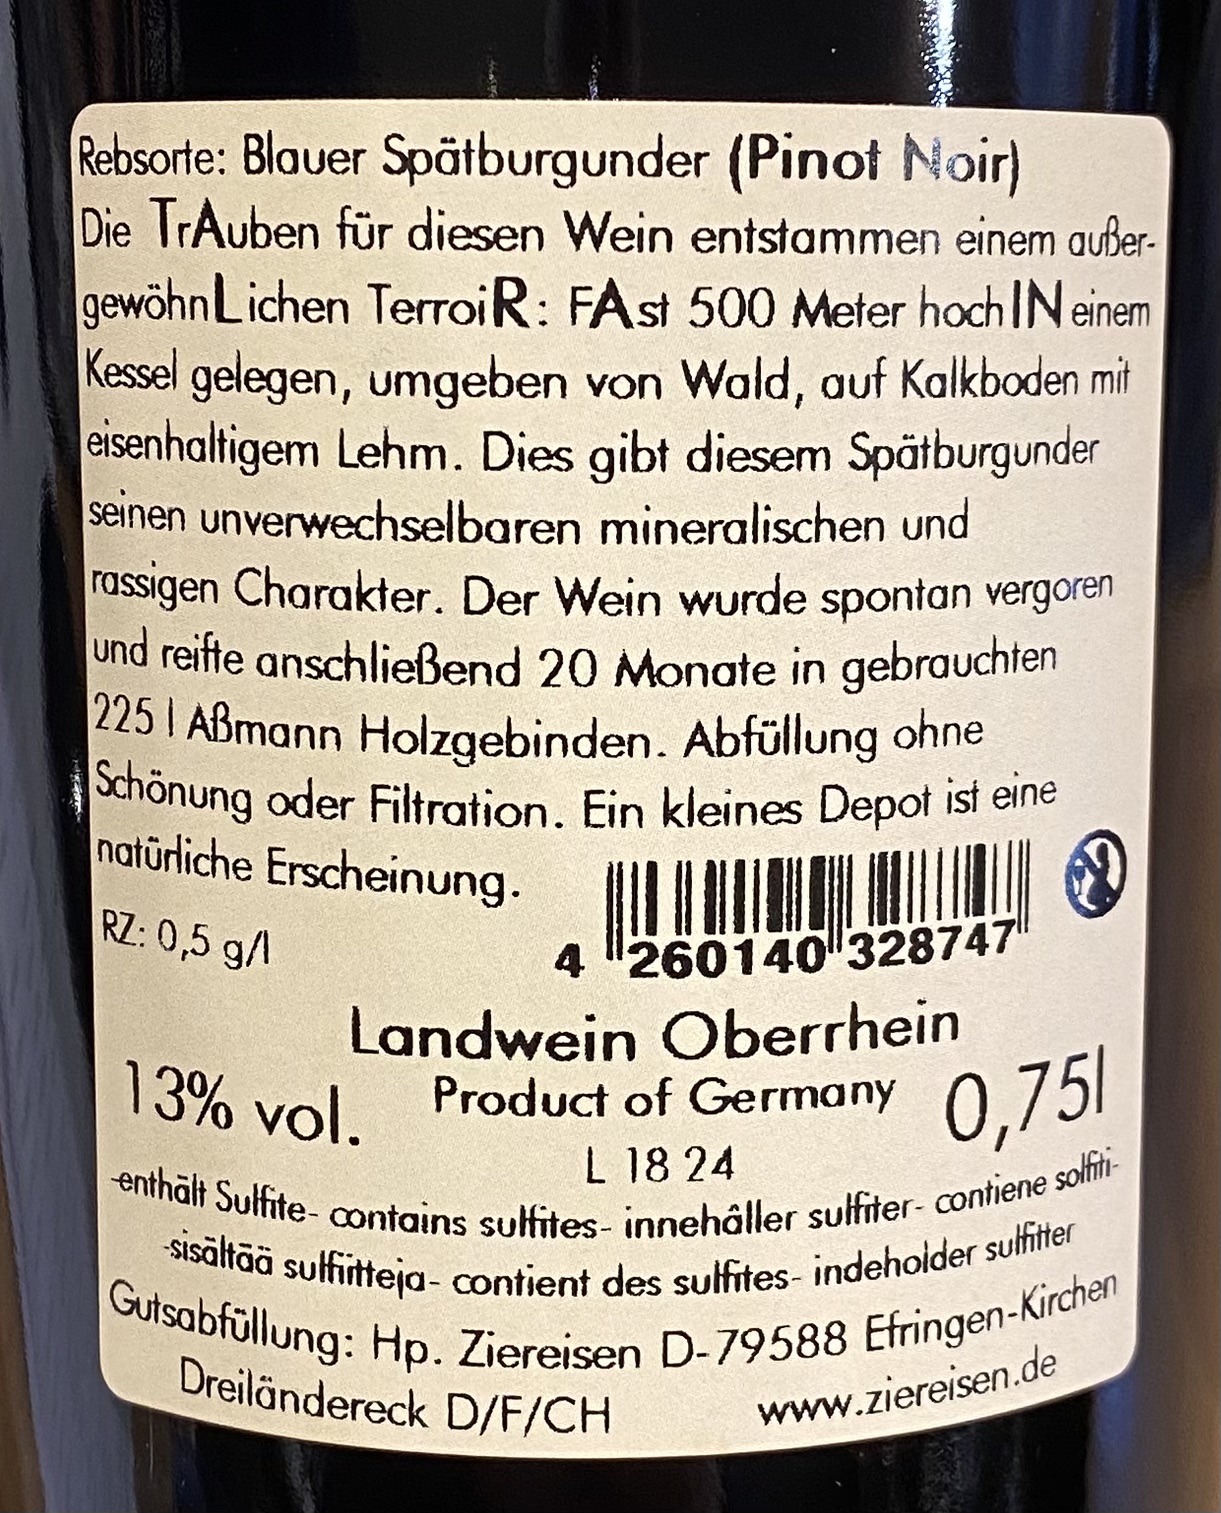 Rebsorte: Blauer Spätburgunder (Pinot Noir)
Die TrAuben für diesen Wein entstammen einem außer-
gewöhnLichen TerroiR: FAst 500 Meter hochIN einem
Kessel gelegen, umgeben von Wald, auf Kalkboden mit
eisenhaltigem Lehm. Dies gibt diesem Spätburgunder
seinen unverwechselbaren mineralischen und
rassigen Charakter. Der Wein wurde spontan vergoren
und reifte anschließend 20 Monate in gebrauchten
225 l Aßmann Holzgebinden. Abfüllung ohne
Schönung oder Filtration. Ein kleines Depot ist eine
natürliche Erscheinung.
RZ: 0,5 g/l
4 260140 328747
Landwein Oberrhein
13% vol. Product of Germany 0,75l
L 18 24
-enthält Sulfite- contains sulfites- innehåller sulfiter- contiene solfiti-
-sisältää sulfiitteja- contient des sulfites- indeholder sulfitter
Gutsabfüllung: Hp. Ziereisen D-79588 Efringen-Kirchen
Dreiländereck D/F/CH www.ziereisen.de